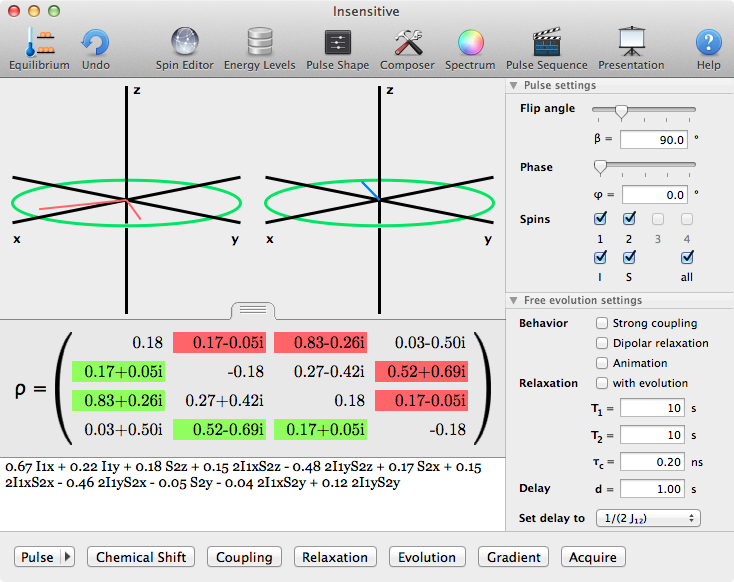 Insensitive
Equilibrium Undo Spin Editor Energy Levels Pulse Shape Composer Spectrum Pulse Sequence Presentation Help
z
x y
z
x y
Pulse settings
Flip angle
β = 90.0 °
Phase
φ = 0.0 °
Spins
1 2 3 4
I S all
Free evolution settings
Behavior Strong coupling
Dipolar relaxation
Animation
Relaxation with evolution
T₁ = 10 s
T₂ = 10 s
τc = 0.20 ns
Delay d = 1.00 s
Set delay to 1/(2 J₁₂)
ρ =
0.18 0.17-0.05i 0.83-0.26i 0.03-0.50i
0.17+0.05i -0.18 0.27-0.42i 0.52+0.69i
0.83+0.26i 0.27+0.42i 0.18 0.17-0.05i
0.03+0.50i 0.52-0.69i 0.17+0.05i -0.18
0.67 I1x + 0.22 I1y + 0.18 S2z + 0.15 2I1xS2z - 0.48 2I1yS2z + 0.17 S2x + 0.15
2I1xS2x - 0.46 2I1yS2x - 0.05 S2y - 0.04 2I1xS2y + 0.12 2I1yS2y
Pulse Chemical Shift Coupling Relaxation Evolution Gradient Acquire